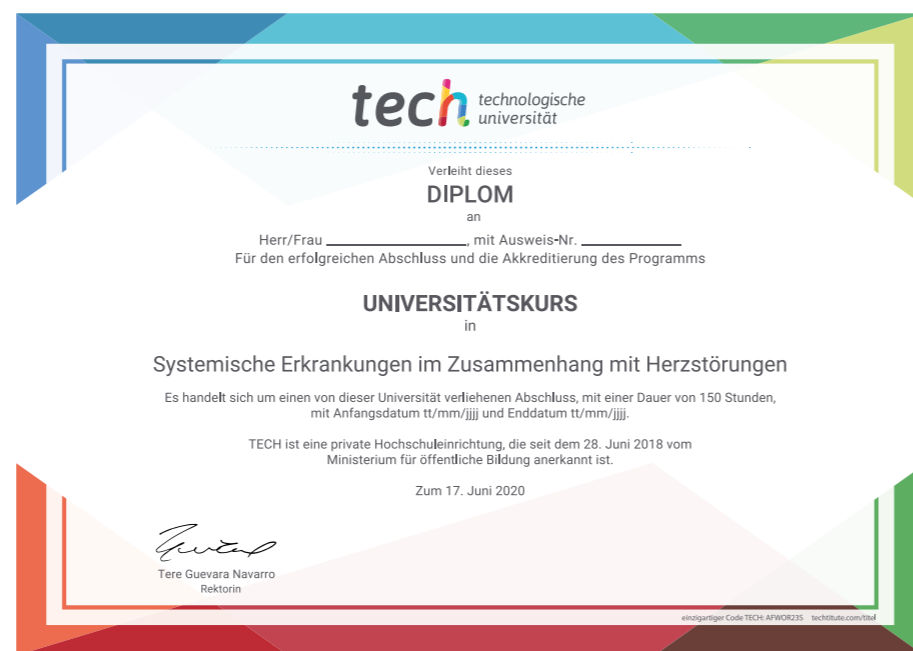 tech technologische
universität
Verleiht dieses
DIPLOM
an
Herr/Frau ____________________, mit Ausweis-Nr. ______________
Für den erfolgreichen Abschluss und die Akkreditierung des Programms
UNIVERSITÄTSKURS
in
Systemische Erkrankungen im Zusammenhang mit Herzstörungen
Es handelt sich um einen von dieser Universität verliehenen Abschluss, mit einer Dauer von 150 Stunden,
mit Anfangsdatum tt/mm/jjjj und Enddatum tt/mm/jjjj.
TECH ist eine private Hochschuleinrichtung, die seit dem 28. Juni 2018 vom
Ministerium für öffentliche Bildung anerkannt ist.
Zum 17. Juni 2020
Tere Guevara Navarro
Rektorin
einzigartiger Code TECH: AFWOR23S techtitute.com/titel